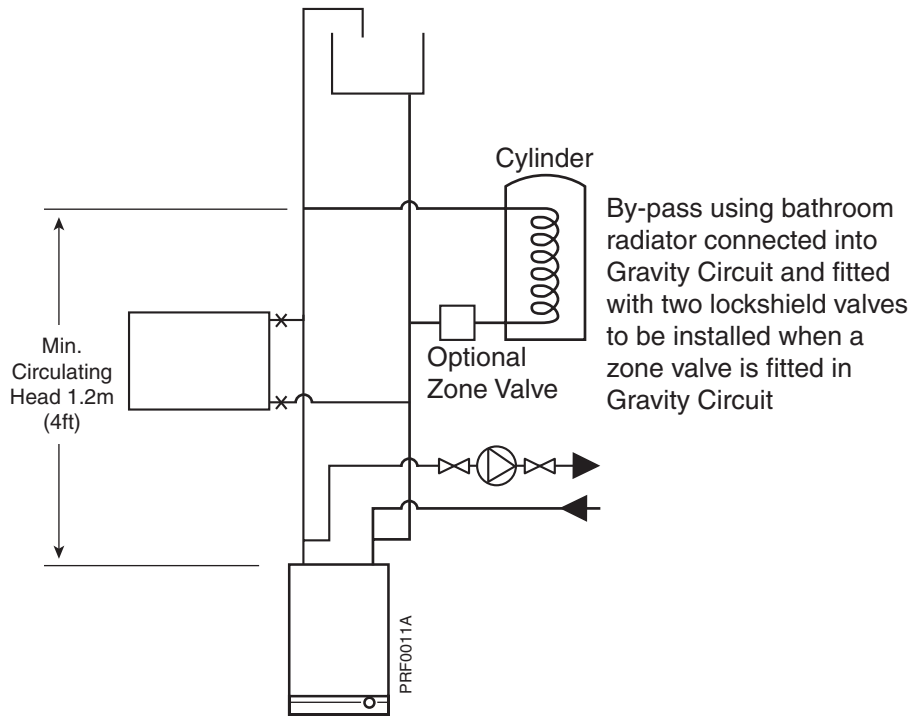 Cylinder
By-pass using bathroom
radiator connected into
Gravity Circuit and fitted
with two lockshield valves
to be installed when a
zone valve is fitted in
Gravity Circuit
Min.
Circulating
Head 1.2m
(4ft)
Optional
Zone Valve
PRF0011A